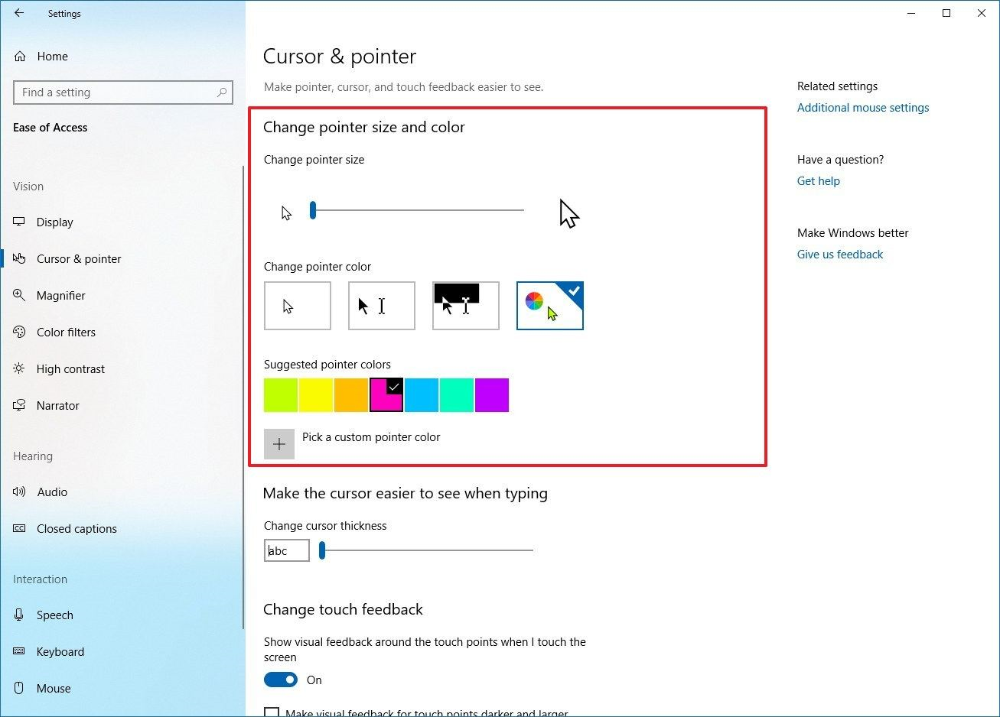 Settings
Home
Find a setting
Ease of Access
Vision
Display
Cursor & pointer
Magnifier
Color filters
High contrast
Narrator
Hearing
Audio
Closed captions
Interaction
Speech
Keyboard
Mouse
Cursor & pointer
Make pointer, cursor, and touch feedback easier to see.
Change pointer size and color
Change pointer size
Change pointer color
Suggested pointer colors
Pick a custom pointer color
Make the cursor easier to see when typing
Change cursor thickness
abc
Change touch feedback
Show visual feedback around the touch points when I touch the
screen
On
Make visual feedback for touch points darker and larger
Related settings
Additional mouse settings
Have a question?
Get help
Make Windows better
Give us feedback